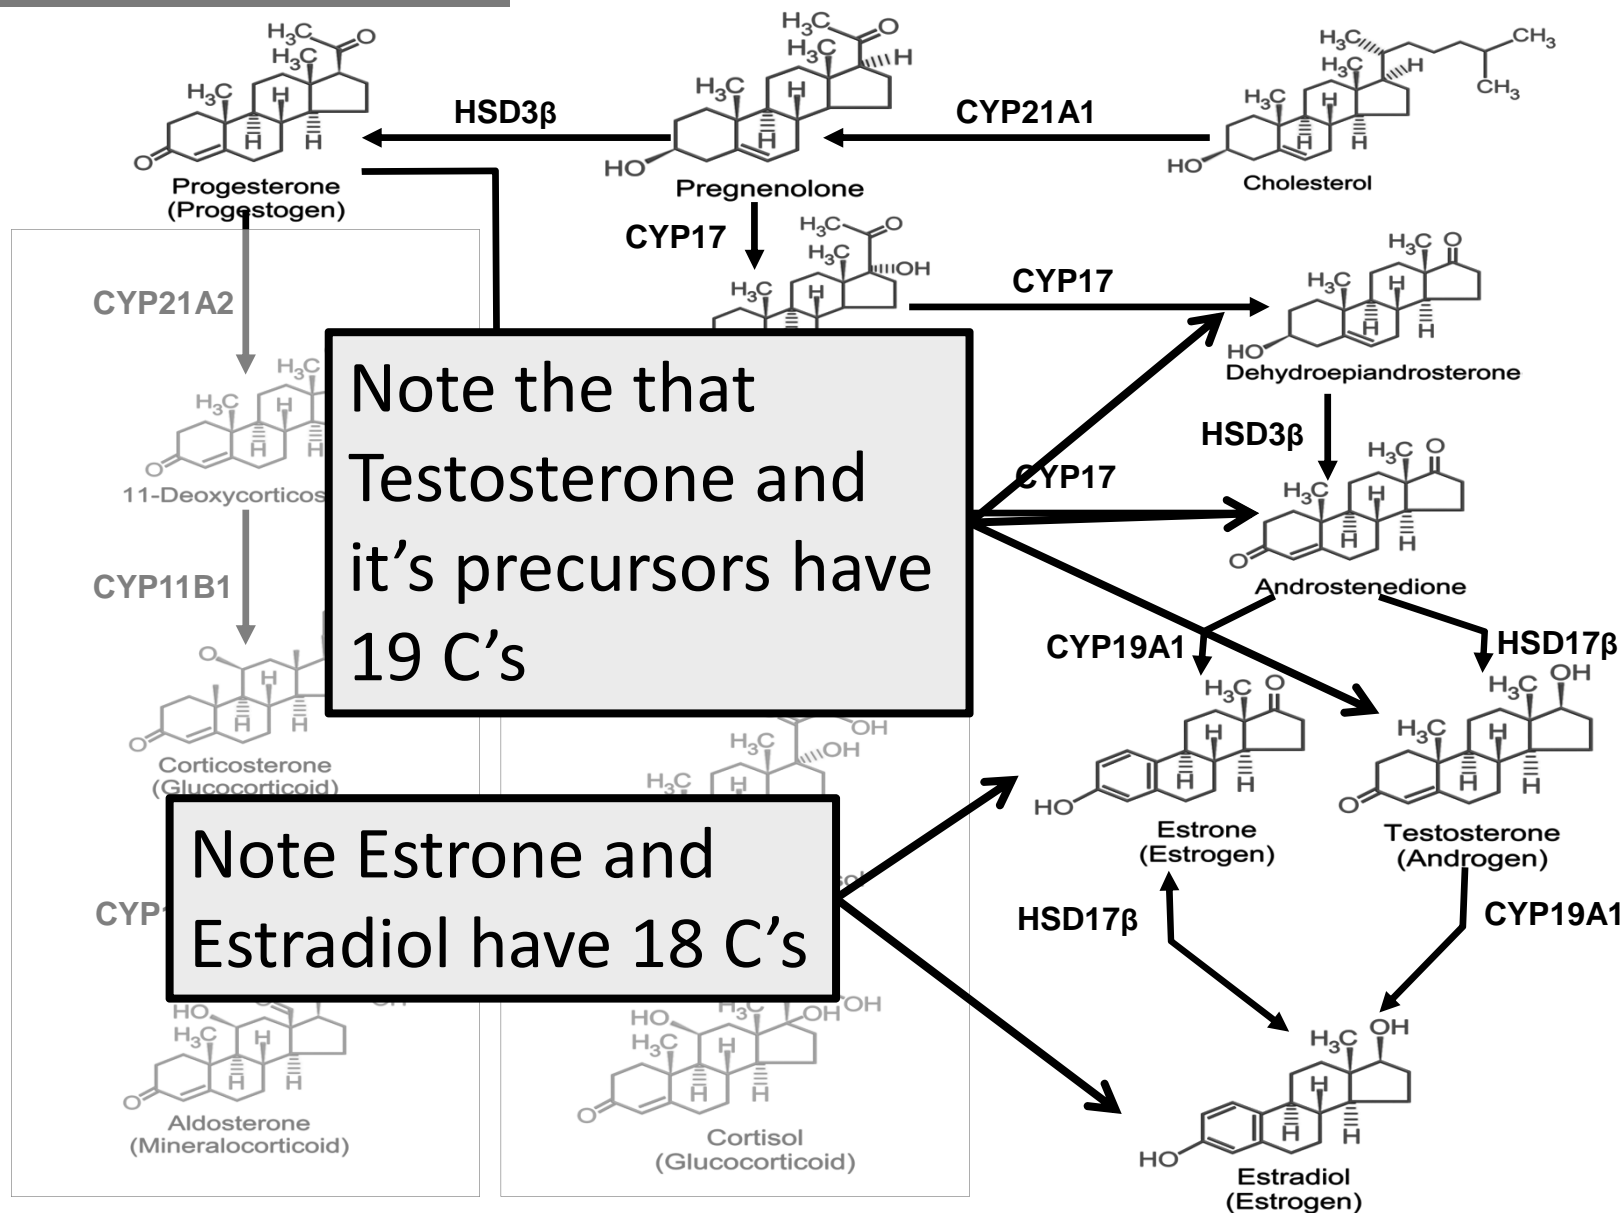 H₃C
O
H₃C
H₃C
H
H
H
O
Progesterone
(Progestogen)
HSD3β
H₃C
O
H₃C
H
H₃C
H
H
HO
Pregnenolone
CYP21A1
H₃C
CH₃
CH₃
H₃C
H
H₃C
H
H
H
HO
Cholesterol
CYP17
H₃C
O
H₃C
OH
H₃C
H
CYP17
H₃C
O
H₃C
H
H
H
HO
Dehydroepiandrosterone
CYP21A2
H₃C
H₃C
H
H
H
O
11-Deoxycorticos
Note the that
Testosterone and
it’s precursors have
19 C’s
HSD3β
CYP17
H₃C
O
H₃C
H
H
H
O
Androstenedione
CYP11B1
O
H
H
H
O
Corticosterone
(Glucocorticoid)
CYP19A1
HSD17β
H₃C
O
H
H
H
HO
Estrone
(Estrogen)
OH
H₃C
H₃C
H
H
H
O
Testosterone
(Androgen)
OH
H₃C
OH
H₃C
H
Note Estrone and
Estradiol have 18 C’s
CYP1
HSD17β
CYP19A1
HO
H₃C
H
H
H
O
Aldosterone
(Mineralocorticoid)
OH
H₃C
OH
HO
H₃C
H
H
H
O
Cortisol
(Glucocorticoid)
OH
H₃C
H
H
H
HO
Estradiol
(Estrogen)